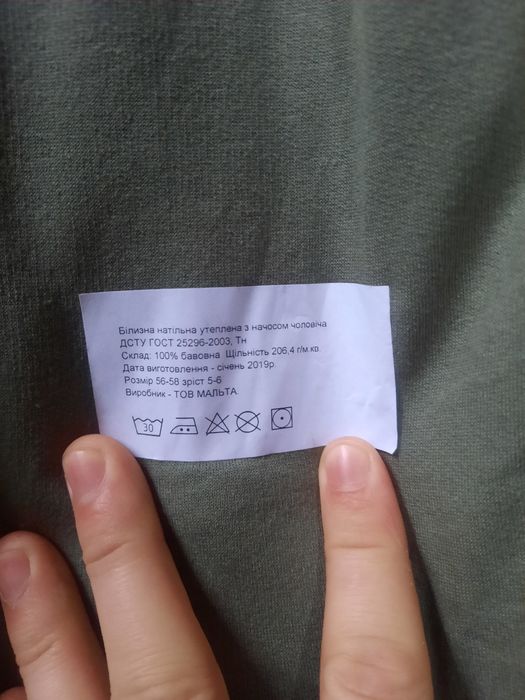 Білизна натільна утеплена з начосом чоловіча
ДСТУ ГОСТ 25296-2003, Тн
Склад: 100% бавовна Щільність 206,4 г/м.кв.
Дата виготовлення - січень 2019р.
Розмір 56-58 зріст 5-6
Виробник - ТОВ МАЛЬТА.
30